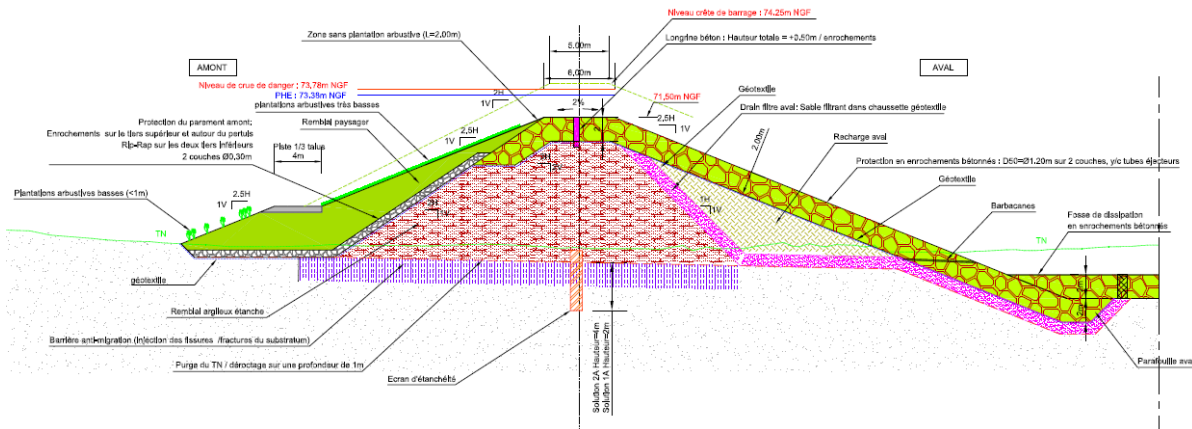 Niveau crête de barrage : 74.25m NGF
Zone sans plantation arbustive (L=2,00m)
Longrine béton : Hauteur totale = +0.50m / enrochements
5.00m
6,00m
AMONT
AVAL
Niveau de crue de danger : 73,78m NGF
PHE : 73.38m NGF
plantations arbustives très basses
2H
1V
2%
71,50m NGF
Géotextile
Drain filtre aval: Sable filtrant dans chaussette géotextile
Remblai paysager
2,5H
1V
2,5H
1V
Protection du parement amont:
Enrochements sur le tiers supérieur et autour du pertuis
Rip-Rap sur les deux tiers inférieurs
2 couches Ø0,30m
Piste 1/3 talus
4m
2.00m
Recharge aval
Protection en enrochements bétonnés : D50=Ø1.20m sur 2 couches, y/c tubes éjecteurs
Géotextile
Plantations arbustives basses (<1m)
2.5H
1V
2H
1V
1H
1V
Barbacanes
Fosse de dissipation
en enrochements bétonnés
TN
TN
géotextile
Remblai argileux étanche
Barrière anti-migration (injection des fissures /fractures du substratum)
Purge du TN / déroctage sur une profondeur de 1m
Ecran d'étanchéité
Solution 2A Hauteur=4m
Solution 1A Hauteur=2m
2m
Parafouille aval